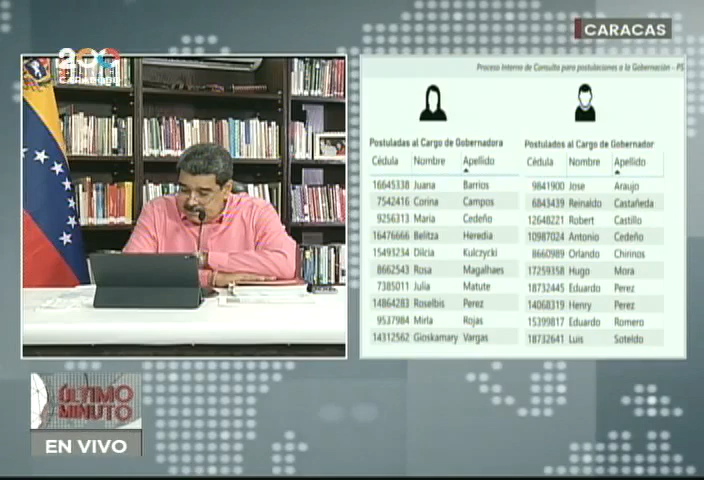 200
CARACAS
Proceso Interno de Consulta para postulaciones a la Gobernación - PS
Postuladas al Cargo de Gobernadora
Cédula Nombre Apellido
16645338 Juana Barrios
7542416 Corina Campos
9256313 Maria Cedeño
16476666 Belitza Heredia
15493234 Dilcia Kulczycki
8662543 Rosa Magalhaes
7385011 Julia Matute
14864283 Roselbis Perez
9537984 Mirla Rojas
14312562 Gioskamary Vargas
Postulados al Cargo de Gobernador
Cédula Nombre Apellido
9841900 Jose Araujo
6843439 Reinaldo Castañeda
12648221 Robert Castillo
10987024 Antonio Cedeño
8660989 Orlando Chirinos
17259358 Hugo Mora
18732445 Eduardo Perez
14068319 Henry Perez
15399817 Eduardo Romero
18732641 Luis Soteldo
ÚLTIMO
MINUTO
EN VIVO